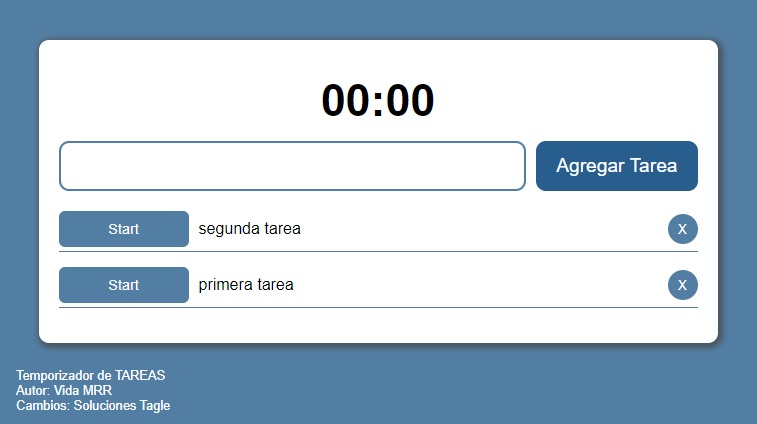 00:00
Agregar Tarea
Start segunda tarea X
Start primera tarea X
Temporizador de TAREAS
Autor: Vida MRR
Cambios: Soluciones Tagle